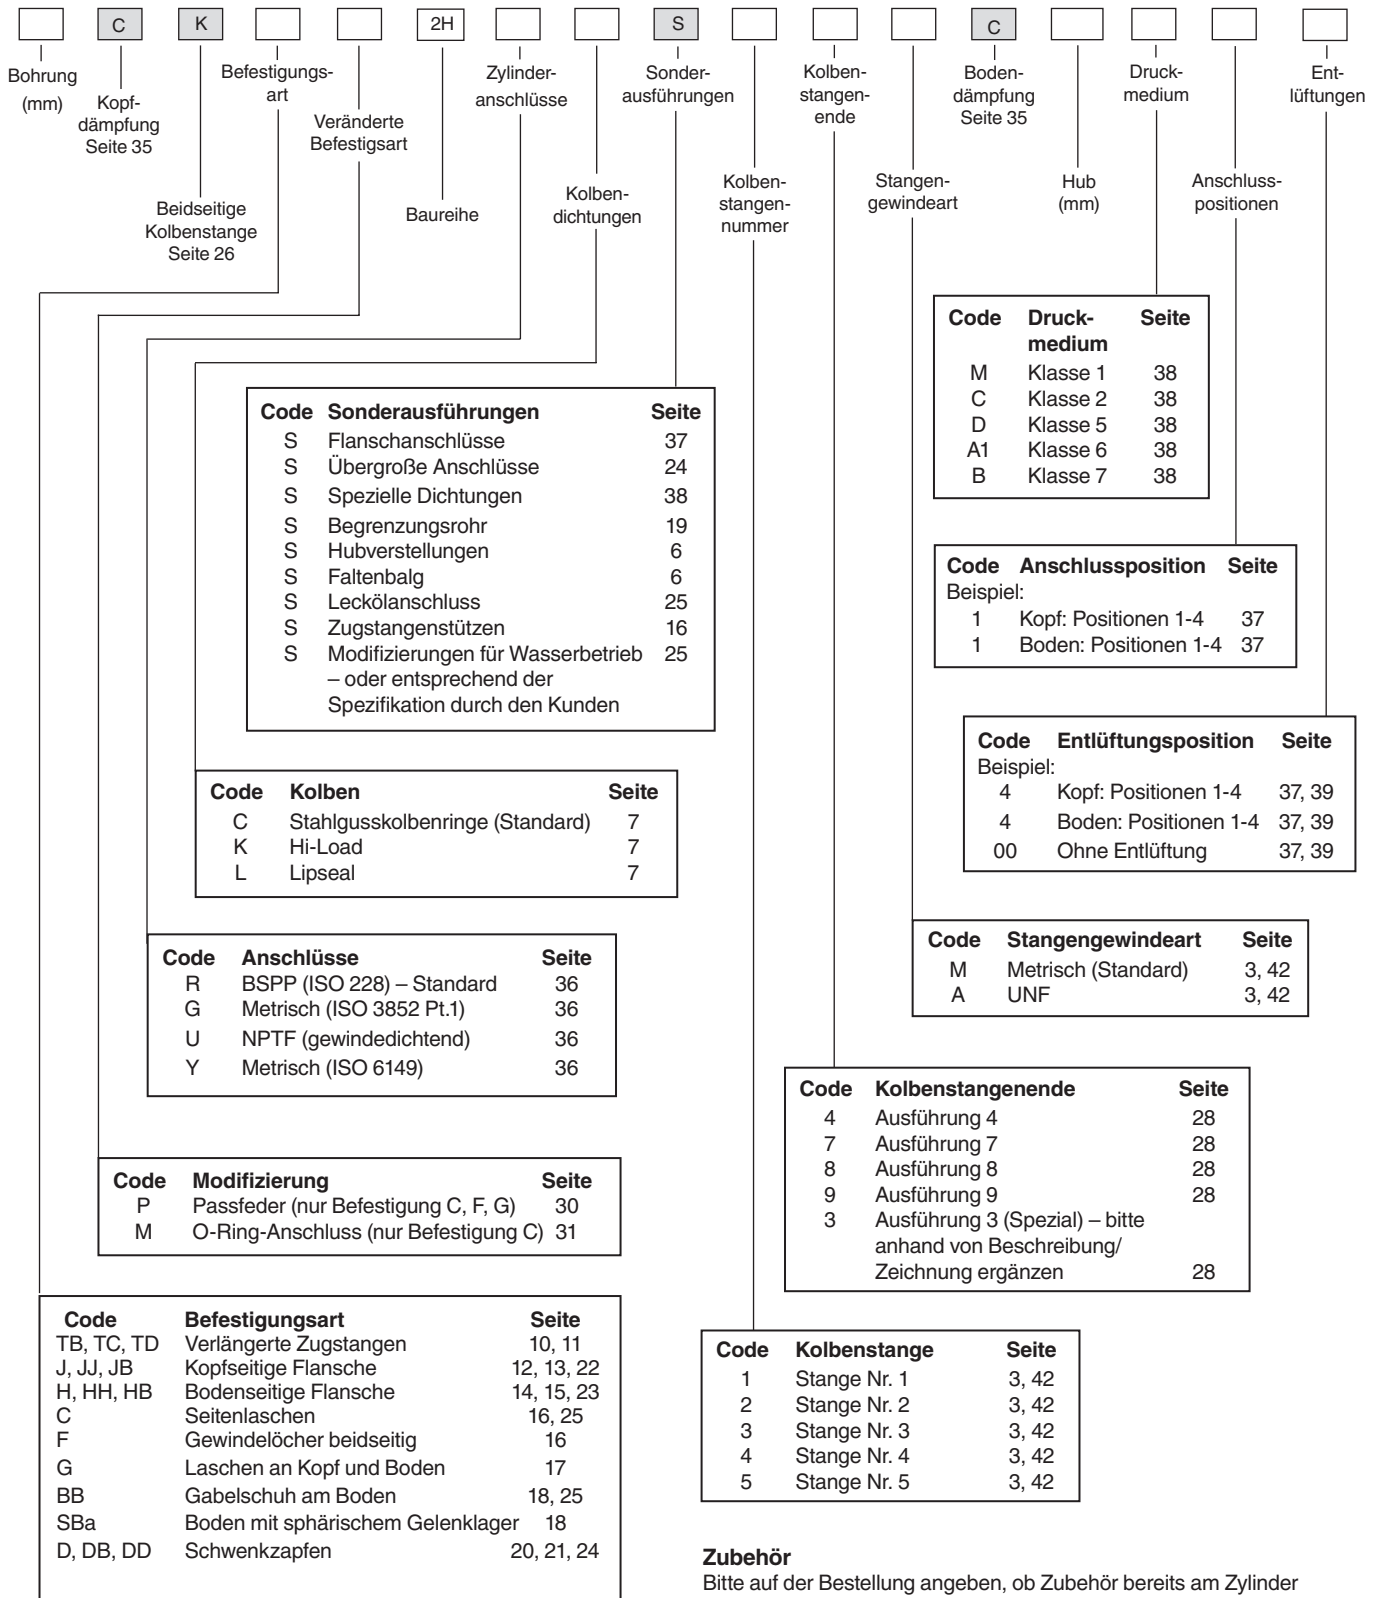 C K 2H S C
Bohrung
(mm)
Kopf-
dämpfung
Seite 35
Beidseitige
Kolbenstange
Seite 26
Befestigungs-
art
Veränderte
Befestigsart
Baureihe
Zylinder-
anschlüsse
Kolben-
dichtungen
Sonder-
ausführungen
Kolben-
stangen-
nummer
Kolben-
stangen-
ende
Stangen-
gewindeart
Boden-
dämpfung
Seite 35
Hub
(mm)
Druck-
medium
Anschluss-
positionen
Ent-
lüftungen
Code Druck- Seite
medium
M Klasse 1 38
C Klasse 2 38
D Klasse 5 38
A1 Klasse 6 38
B Klasse 7 38
Code Sonderausführungen Seite
S Flanschanschlüsse 37
S Übergroße Anschlüsse 24
S Spezielle Dichtungen 38
S Begrenzungsrohr 19
S Hubverstellungen 6
S Faltenbalg 6
S Leckölanschluss 25
S Zugstangenstützen 16
S Modifizierungen für Wasserbetrieb 25
– oder entsprechend der
Spezifikation durch den Kunden
Code Anschlussposition Seite
Beispiel:
1 Kopf: Positionen 1-4 37
1 Boden: Positionen 1-4 37
Code Entlüftungsposition Seite
Beispiel:
4 Kopf: Positionen 1-4 37, 39
4 Boden: Positionen 1-4 37, 39
00 Ohne Entlüftung 37, 39
Code Kolben Seite
C Stahlgusskolbenringe (Standard) 7
K Hi-Load 7
L Lipseal 7
Code Stangengewindeart Seite
M Metrisch (Standard) 3, 42
A UNF 3, 42
Code Anschlüsse Seite
R BSPP (ISO 228) – Standard 36
G Metrisch (ISO 3852 Pt.1) 36
U NPTF (gewindedichtend) 36
Y Metrisch (ISO 6149) 36
Code Kolbenstangenende Seite
4 Ausführung 4 28
7 Ausführung 7 28
8 Ausführung 8 28
9 Ausführung 9 28
3 Ausführung 3 (Spezial) – bitte
anhand von Beschreibung/
Zeichnung ergänzen 28
Code Modifizierung Seite
P Passfeder (nur Befestigung C, F, G) 30
M O-Ring-Anschluss (nur Befestigung C) 31
Code Befestigungsart Seite
TB, TC, TD Verlängerte Zugstangen 10, 11
J, JJ, JB Kopfseitige Flansche 12, 13, 22
H, HH, HB Bodenseitige Flansche 14, 15, 23
C Seitenlaschen 16, 25
F Gewindelöcher beidseitig 16
G Laschen an Kopf und Boden 17
BB Gabelschuh am Boden 18, 25
SBa Boden mit sphärischem Gelenklager 18
D, DB, DD Schwenkzapfen 20, 21, 24
Code Kolbenstange Seite
1 Stange Nr. 1 3, 42
2 Stange Nr. 2 3, 42
3 Stange Nr. 3 3, 42
4 Stange Nr. 4 3, 42
5 Stange Nr. 5 3, 42
Zubehör
Bitte auf der Bestellung angeben, ob Zubehör bereits am Zylinder